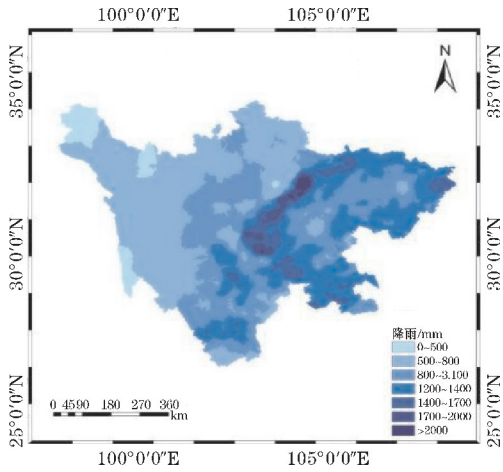 100°0′0″E 105°0′0″E
N
35°0′0″N 35°0′0″N
30°0′0″N 30°0′0″N
25°0′0″N 25°0′0″N
降雨/mm
0~500
500~800
800~3.100
1200~1400
1400~1700
1700~2000
>2000
0 4590 180 270 360
km
100°0′0″E 105°0′0″E